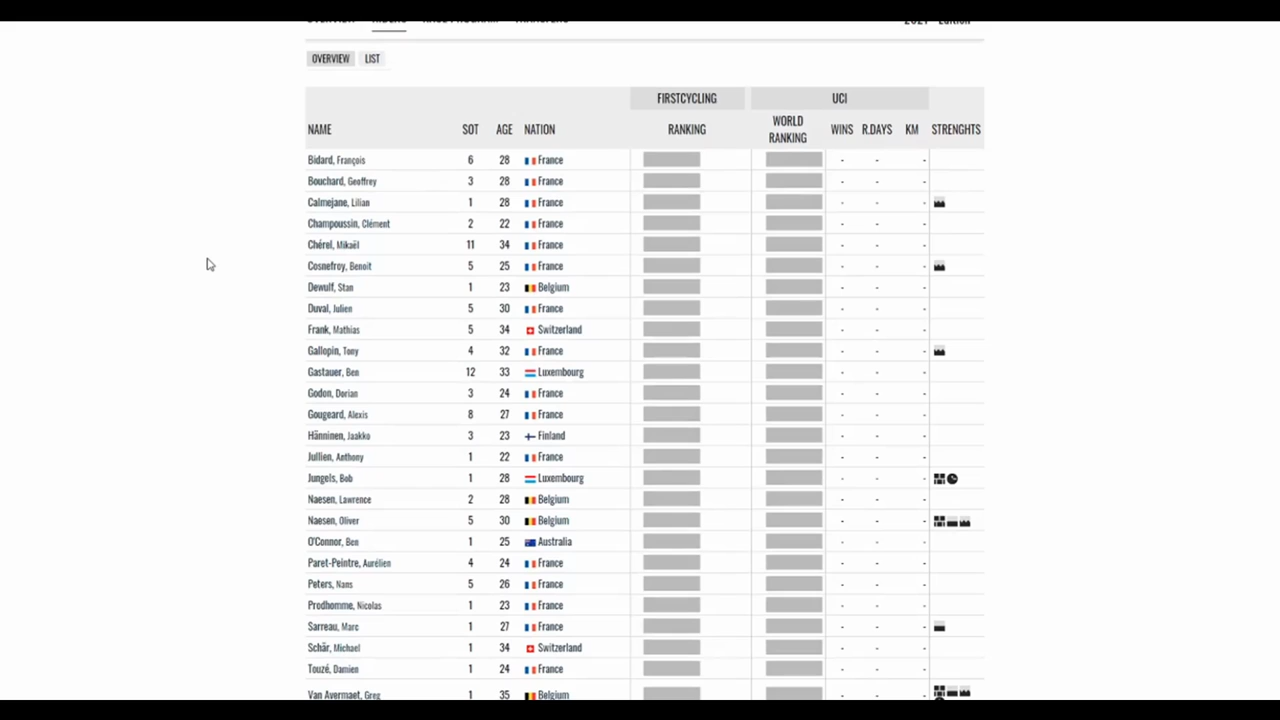 OVERVIEW LIST
FIRSTCYCLING UCI
NAME SOT AGE NATION RANKING WORLD RANKING WINS R.DAYS KM STRENGHTS
Bidard, François 6 28 France - - -
Bouchard, Geoffrey 3 28 France - - -
Calmejane, Lilian 1 28 France - - -
Champoussin, Clément 2 22 France - - -
Chérel, Mikaël 11 34 France - - -
Cosnefroy, Benoit 5 25 France - - -
Dewulf, Stan 1 23 Belgium - - -
Duval, Julien 5 30 France - - -
Frank, Mathias 5 34 Switzerland - - -
Gallopin, Tony 4 32 France - - -
Gastauer, Ben 12 33 Luxembourg - - -
Godon, Dorian 3 24 France - - -
Gougeard, Alexis 8 27 France - - -
Hänninen, Jaakko 3 23 Finland - - -
Jullien, Anthony 1 22 France - - -
Jungels, Bob 1 28 Luxembourg - - -
Naesen, Lawrence 2 28 Belgium - - -
Naesen, Oliver 5 30 Belgium - - -
O'Connor, Ben 1 25 Australia - - -
Paret-Peintre, Aurélien 4 24 France - - -
Peters, Nans 5 26 France - - -
Prodhomme, Nicolas 1 23 France - - -
Sarreau, Marc 1 27 France - - -
Schär, Michael 1 34 Switzerland - - -
Touzé, Damien 1 24 France - - -
Van Avermaet, Greg 1 35 Belgium - - -